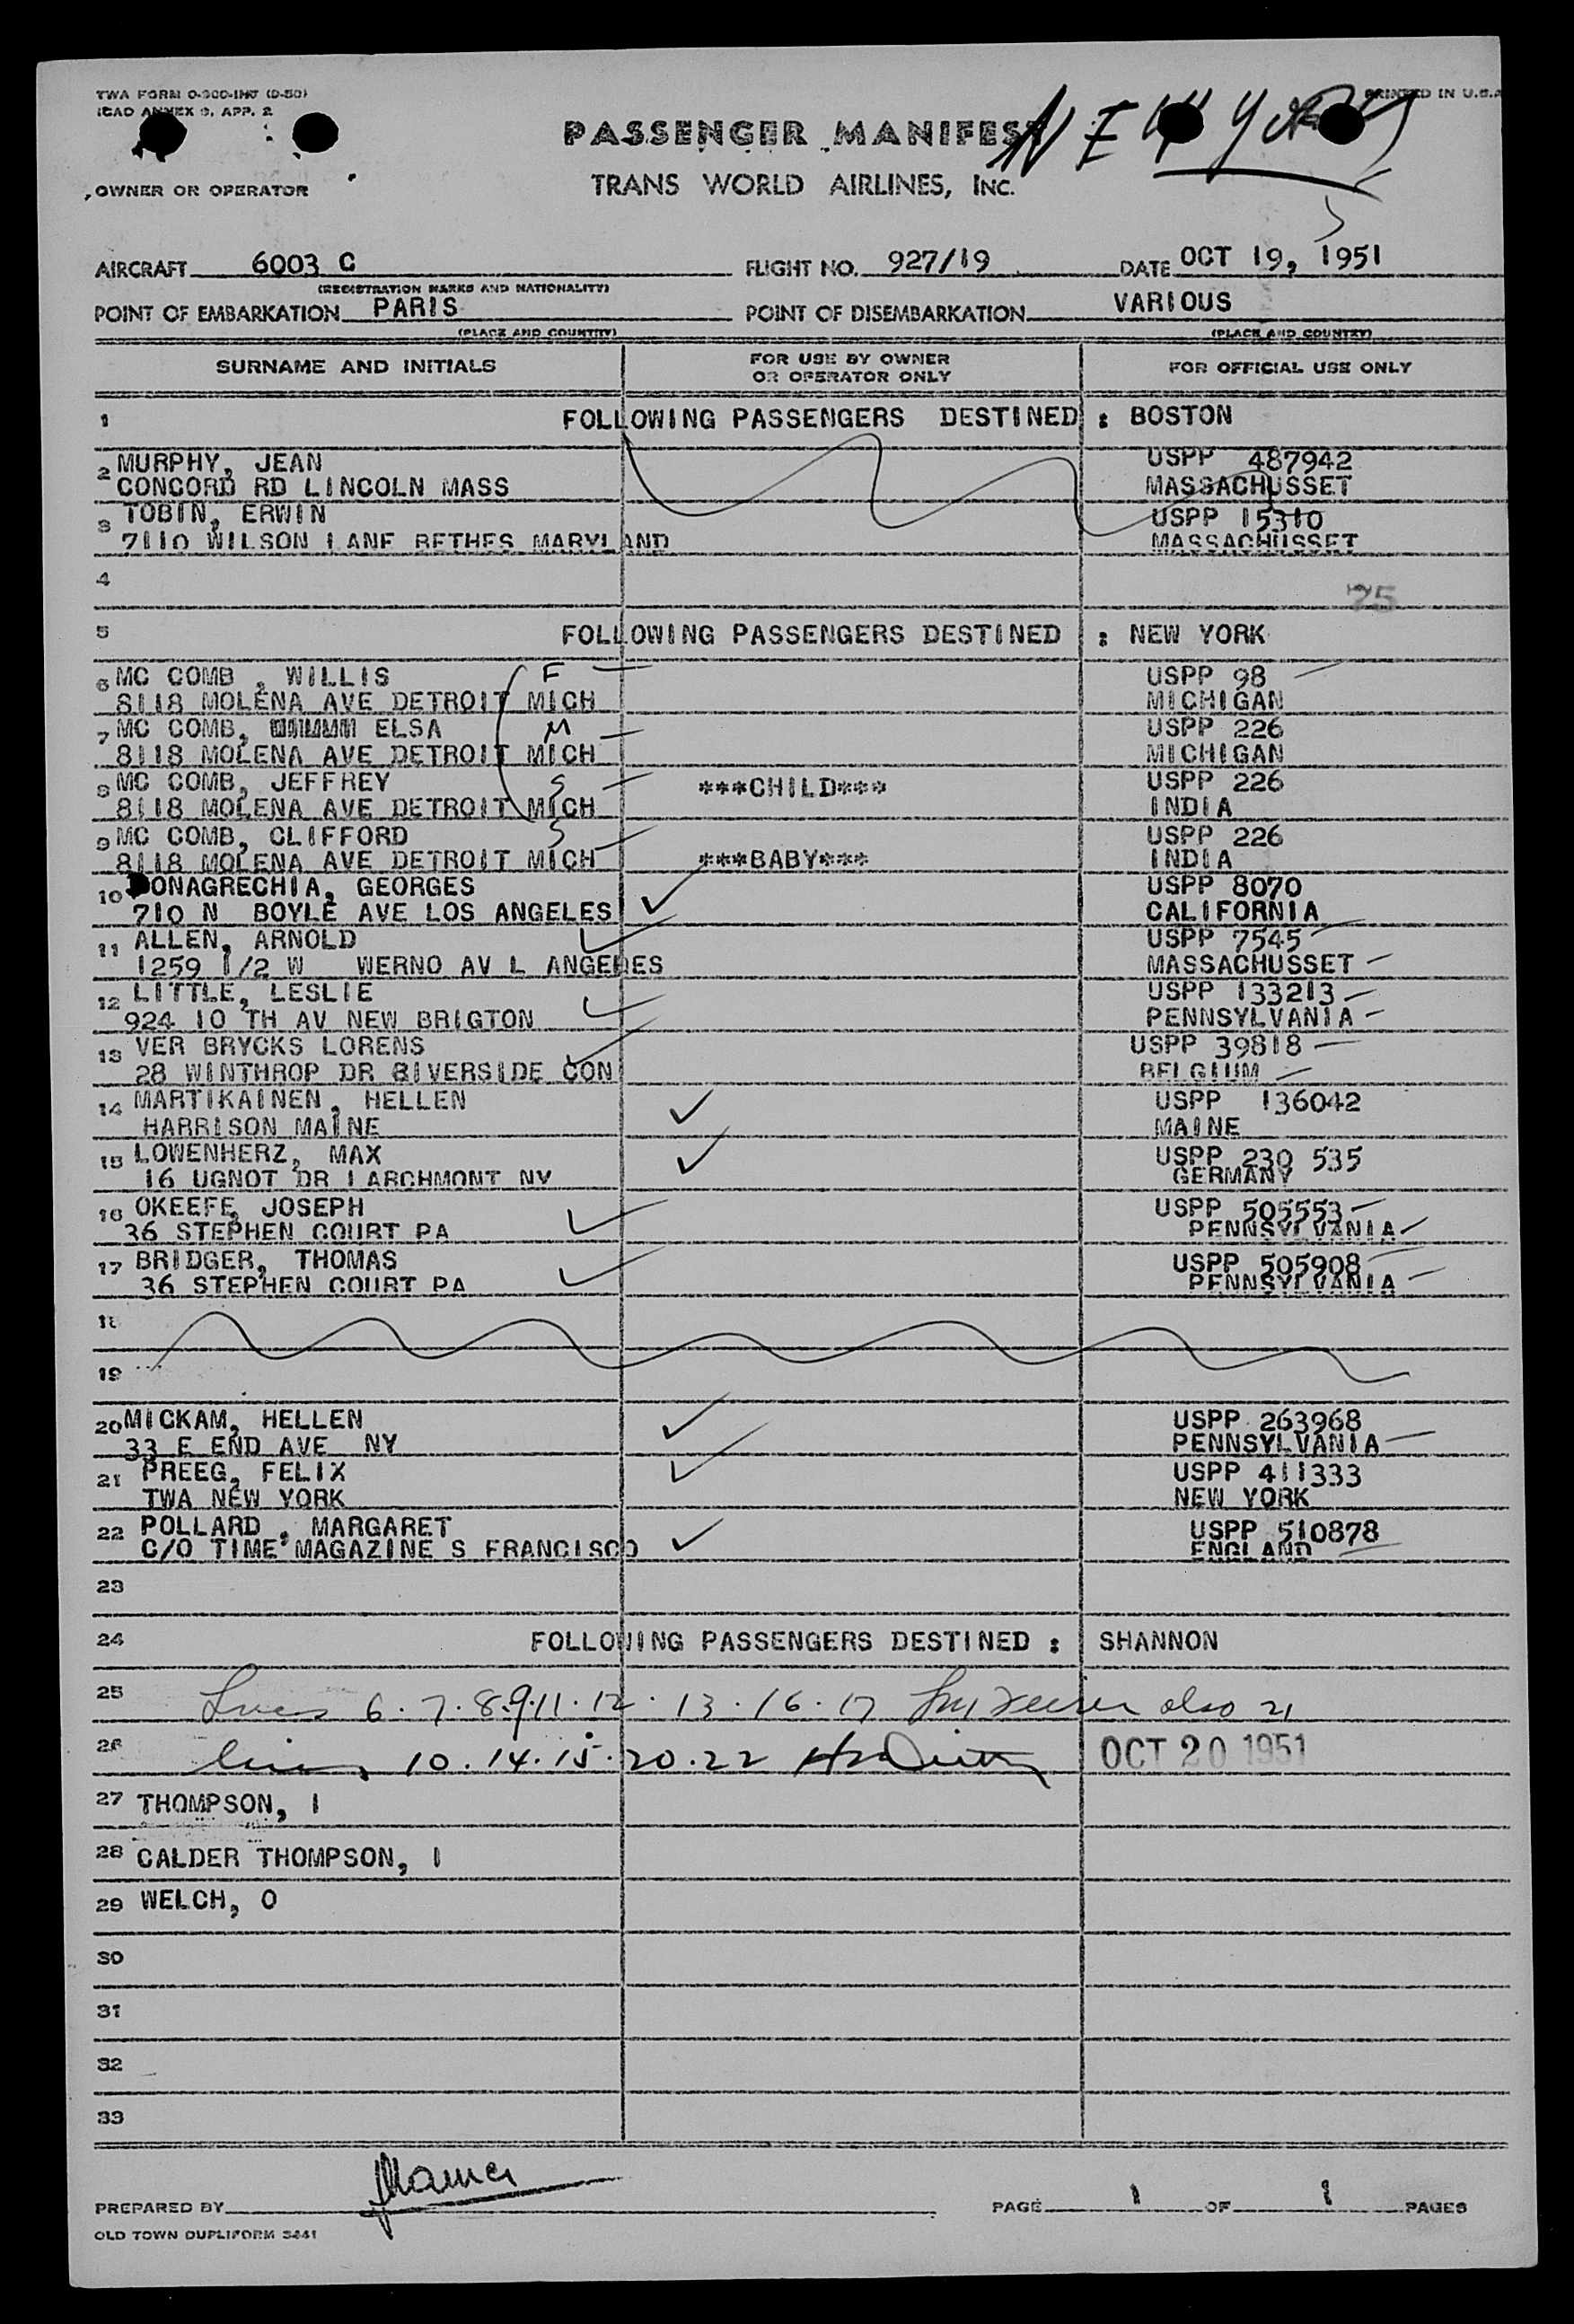 TWA FORM O-300-INT (9-50)
ICAO ANNEX 9, APP. 2
PRINTED IN U.S.A
PASSENGER MANIFEST
NEW YORK
OWNER OR OPERATOR
TRANS WORLD AIRLINES, INC.
AIRCRAFT 6003 C FLIGHT NO. 927/19 DATE OCT 19, 1951
(REGISTRATION MARKS AND NATIONALITY)
POINT OF EMBARKATION PARIS POINT OF DISEMBARKATION VARIOUS
(PLACE AND COUNTRY) (PLACE AND COUNTRY)
SURNAME AND INITIALS FOR USE BY OWNER OR OPERATOR ONLY FOR OFFICIAL USE ONLY
1 FOLLOWING PASSENGERS DESTINED : BOSTON
2 MURPHY, JEAN USPP 487942
CONCORD RD LINCOLN MASS MASSACHUSSET
3 TOBIN, ERWIN USPP 15310
7110 WILSON LANE BETHES MARYLAND MASSACHUSSET
4
25
5 FOLLOWING PASSENGERS DESTINED : NEW YORK
6 MC COMB , WILLIS F USPP 98
8118 MOLENA AVE DETROIT MICH MICHIGAN
7 MC COMB, ELSA M USPP 226
8118 MOLENA AVE DETROIT MICH MICHIGAN
8 MC COMB, JEFFREY S ***CHILD*** USPP 226
8118 MOLENA AVE DETROIT MICH INDIA
9 MC COMB, CLIFFORD S USPP 226
8118 MOLENA AVE DETROIT MICH ***BABY*** INDIA
10 BONAGRECHIA, GEORGES USPP 8070
710 N BOYLE AVE LOS ANGELES CALIFORNIA
11 ALLEN, ARNOLD USPP 7545
1259 1/2 W WERNO AV L ANGELES MASSACHUSSET
12 LITTLE, LESLIE USPP 133213
924 10 TH AV NEW BRIGTON PENNSYLVANIA
13 VER BRYCKS LORENS USPP 39818
28 WINTHROP DR RIVERSIDE CON BELGIUM
14 MARTIKAINEN, HELLEN USPP 136042
HARRISON MAINE MAINE
15 LOWENHERZ, MAX USPP 230 535
16 UGNOT DR LARCHMONT NY GERMANY
16 OKEEFE, JOSEPH USPP 505553
36 STEPHEN COURT PA PENNSYLVANIA
17 BRIDGER, THOMAS USPP 505908
36 STEPHEN COURT PA PENNSYLVANIA
18
19
20 MICKAM, HELLEN USPP 263968
33 E END AVE NY PENNSYLVANIA
21 PREEG, FELIX USPP 411333
TWA NEW YORK NEW YORK
22 POLLARD , MARGARET USPP 510878
C/O TIME MAGAZINE S FRANCISCO ENGLAND
23
24 FOLLOWING PASSENGERS DESTINED : SHANNON
25 Lines 6. 7. 8. 9. 11. 12. 13. 16. 17 also 21
26 Lines 10. 14. 15. 20. 22 OCT 20 1951
27 THOMPSON, I
28 CALDER THOMPSON, I
29 WELCH, O
30
31
32
33
PREPARED BY PAGE 1 OF 1 PAGES
OLD TOWN DUPLIFORM 3441